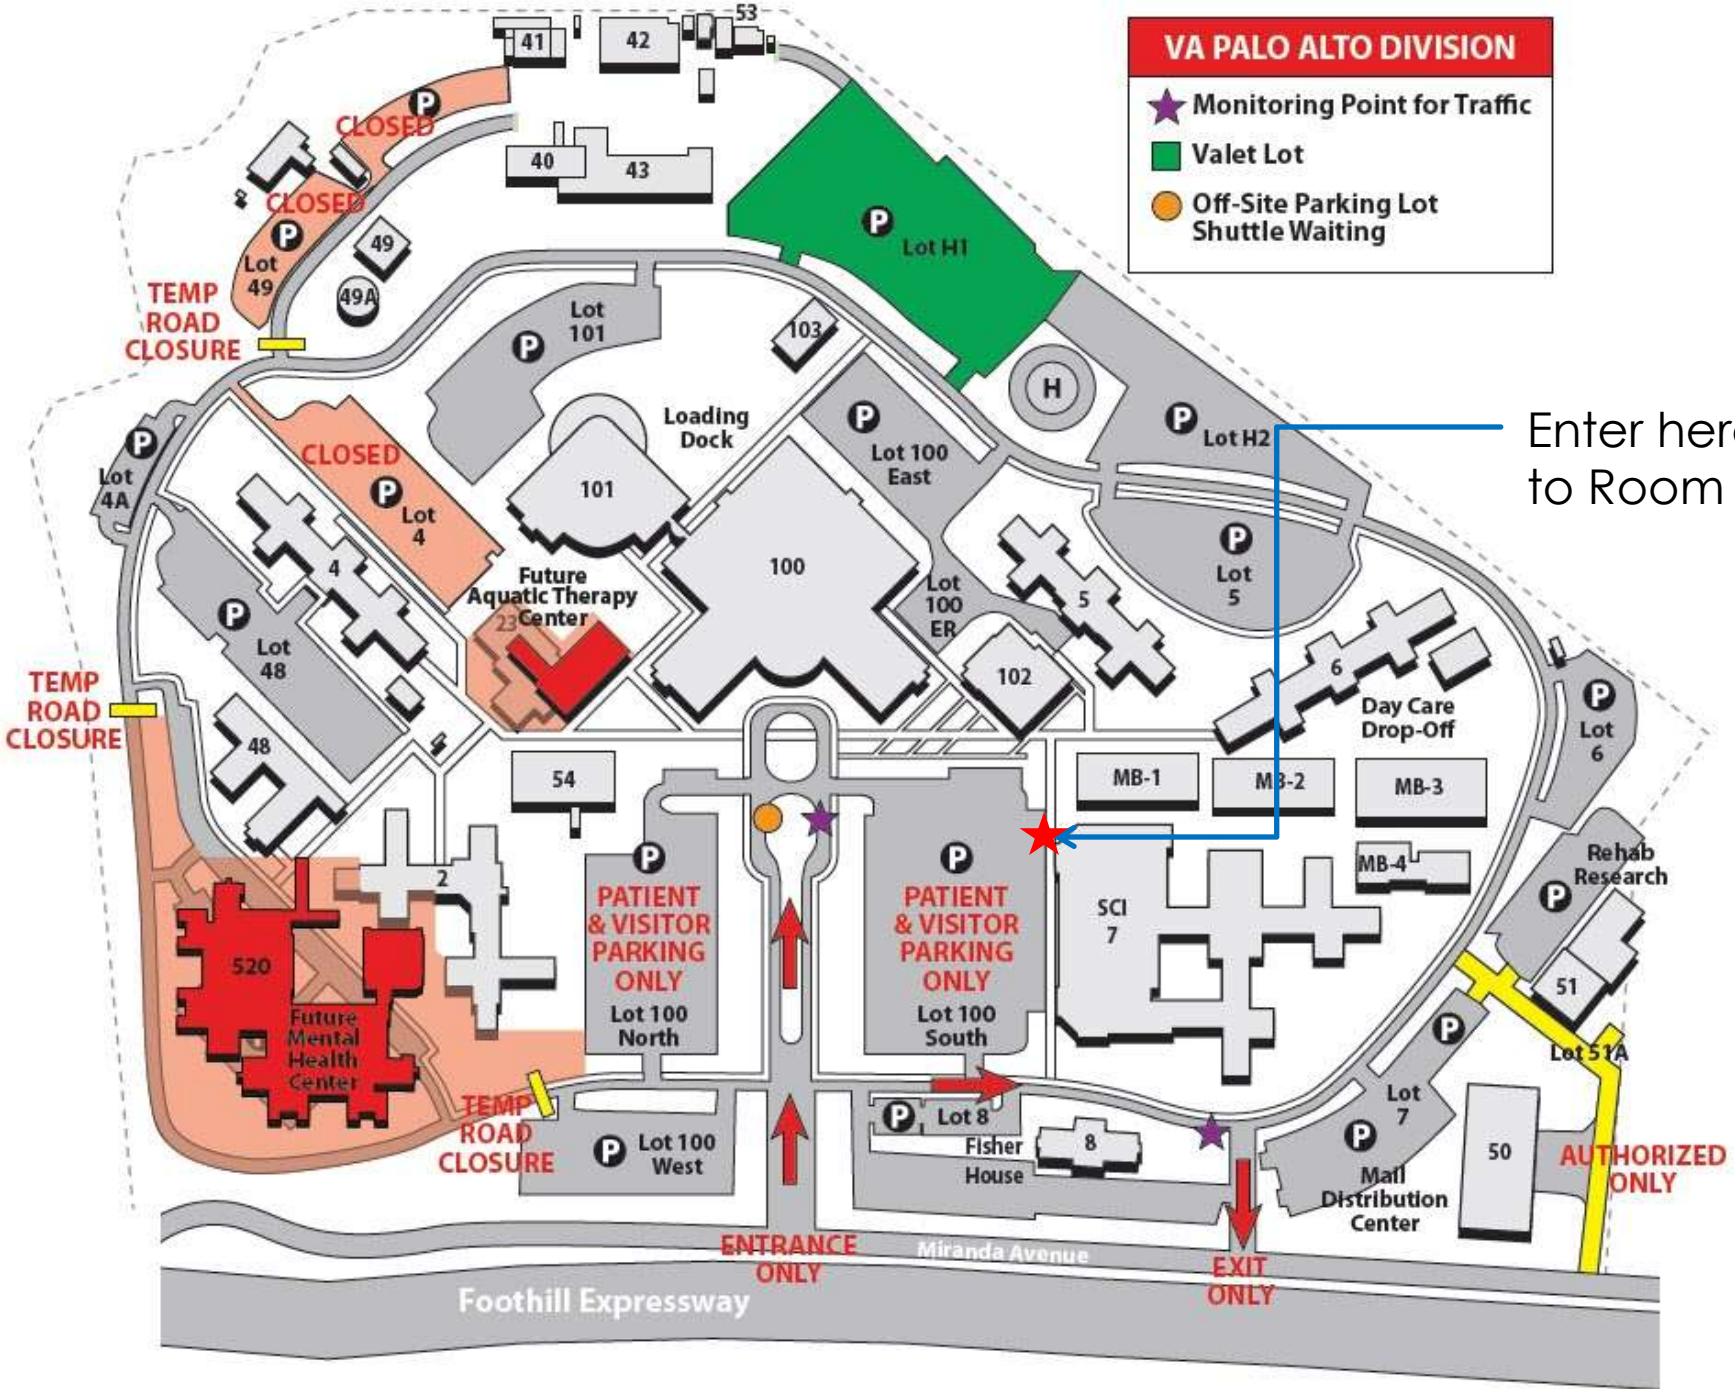 VA PALO ALTO DIVISION
Monitoring Point for Traffic
Valet Lot
Off-Site Parking Lot
Shuttle Waiting
53
41
42
P
CLOSED
40
43
CLOSED
P
Lot
49
49
49A
P
Lot H1
TEMP
ROAD
CLOSURE
Lot
101
P
103
H
P
Lot H2
Enter her
to Room
Loading
Dock
P
Lot 100
East
P
Lot
4A
CLOSED
P
Lot
4
101
100
P
Lot
5
4
Future
Aquatic Therapy
Center
23
Lot
100
ER
5
P
Lot
48
102
6
Day Care
Drop-Off
P
Lot
6
TEMP
ROAD
CLOSURE
48
54
MB-1
MB-2
MB-3
MB-4
P
PATIENT
& VISITOR
PARKING
ONLY
Lot 100
North
P
PATIENT
& VISITOR
PARKING
ONLY
Lot 100
South
SCI
7
Rehab
Research
P
2
520
Future
Mental
Health
Center
51
P
Lot 51A
Lot
7
P
Mail
Distribution
Center
50
AUTHORIZED
ONLY
TEMP
ROAD
CLOSURE
P
Lot 100
West
P
Lot 8
Fisher
House
8
ENTRANCE
ONLY
Miranda Avenue
EXIT
ONLY
Foothill Expressway